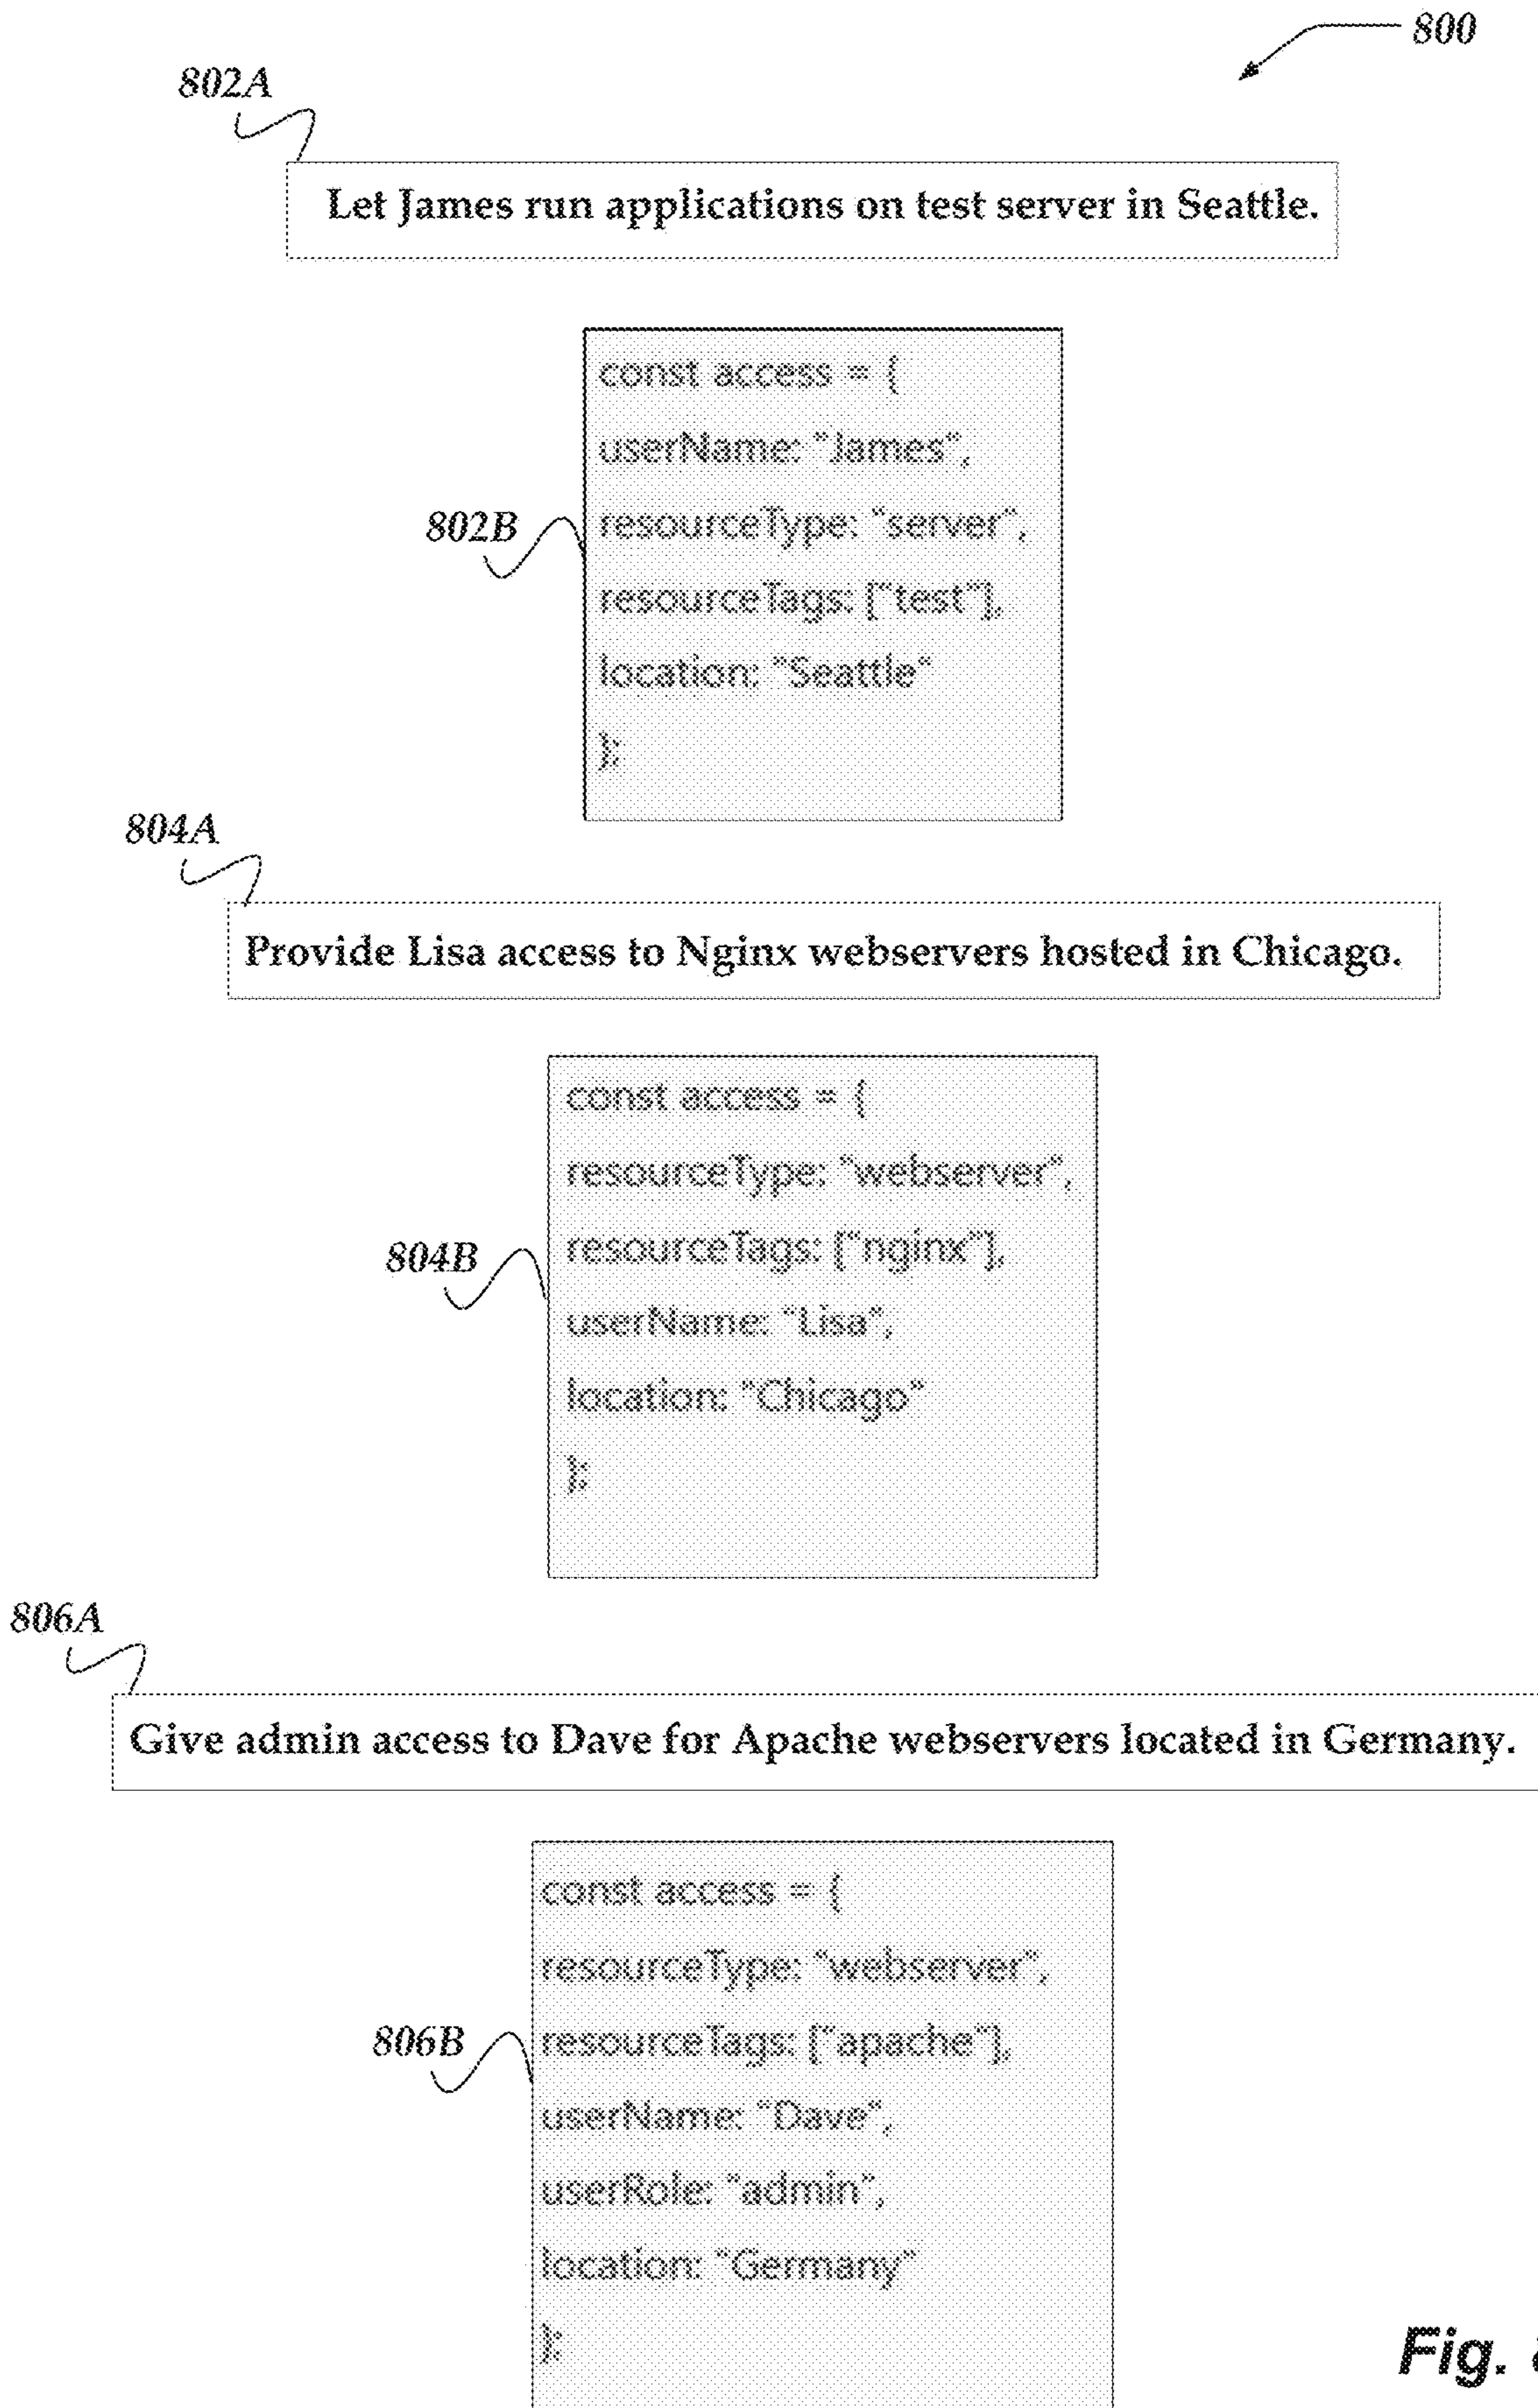 800
802A
Let James run applications on test server in Seattle.
const access = {
userName: "James",
802B
resourceType: "server",
resourceTags: ["test"],
location: "Seattle"
};
804A
Provide Lisa access to Nginx webservers hosted in Chicago.
const access = {
resourceType: "webserver",
804B
resourceTags: ["nginx"],
userName: "Lisa",
location: "Chicago"
};
806A
Give admin access to Dave for Apache webservers located in Germany.
const access = {
resourceType: "webserver",
806B
resourceTags: ["apache"],
userName: "Dave",
userRole: "admin",
location: "Germany"
};
Fig.